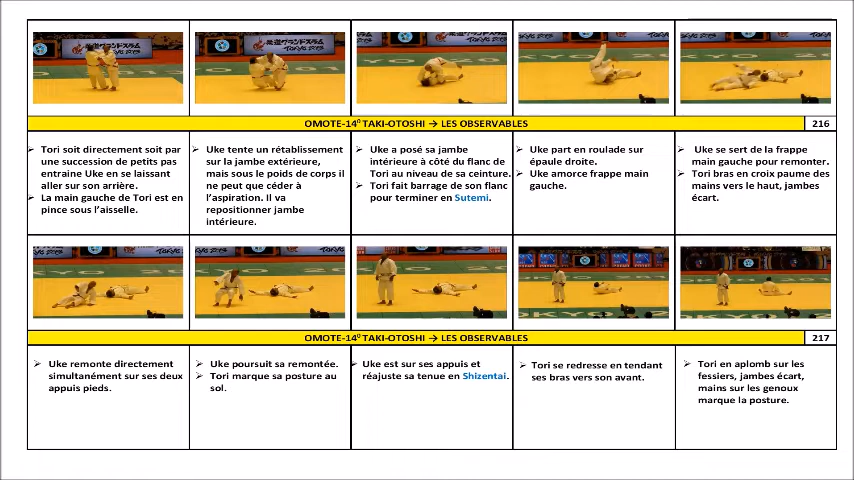 OMOTE-14° TAKI-OTOSHI → LES OBSERVABLES
216
➢ Tori soit directement soit par
une succession de petits pas
entraine Uke en se laissant
aller sur son arrière.
➢ La main gauche de Tori est en
pince sous l’aisselle.
➢ Uke tente un rétablissement
sur la jambe extérieure,
mais sous le poids de corps il
ne peut que céder à
l’aspiration. Il va
repositionner jambe
intérieure.
➢ Uke a posé sa jambe
intérieure à côté du flanc de
Tori au niveau de sa ceinture.
➢ Tori fait barrage de son flanc
pour terminer en Sutemi.
➢ Uke part en roulade sur
épaule droite.
➢ Uke amorce frappe main
gauche.
➢ Uke se sert de la frappe
main gauche pour remonter.
➢ Tori bras en croix paume des
mains vers le haut, jambes
écart.
OMOTE-14° TAKI-OTOSHI → LES OBSERVABLES
217
➢ Uke remonte directement
simultanément sur ses deux
appuis pieds.
➢ Uke poursuit sa remontée.
➢ Tori marque sa posture au
sol.
➢ Uke est sur ses appuis et
réajuste sa tenue en Shizentai.
➢ Tori se redresse en tendant
ses bras vers son avant.
➢ Tori en aplomb sur les
fessiers, jambes écart,
mains sur les genoux
marque la posture.